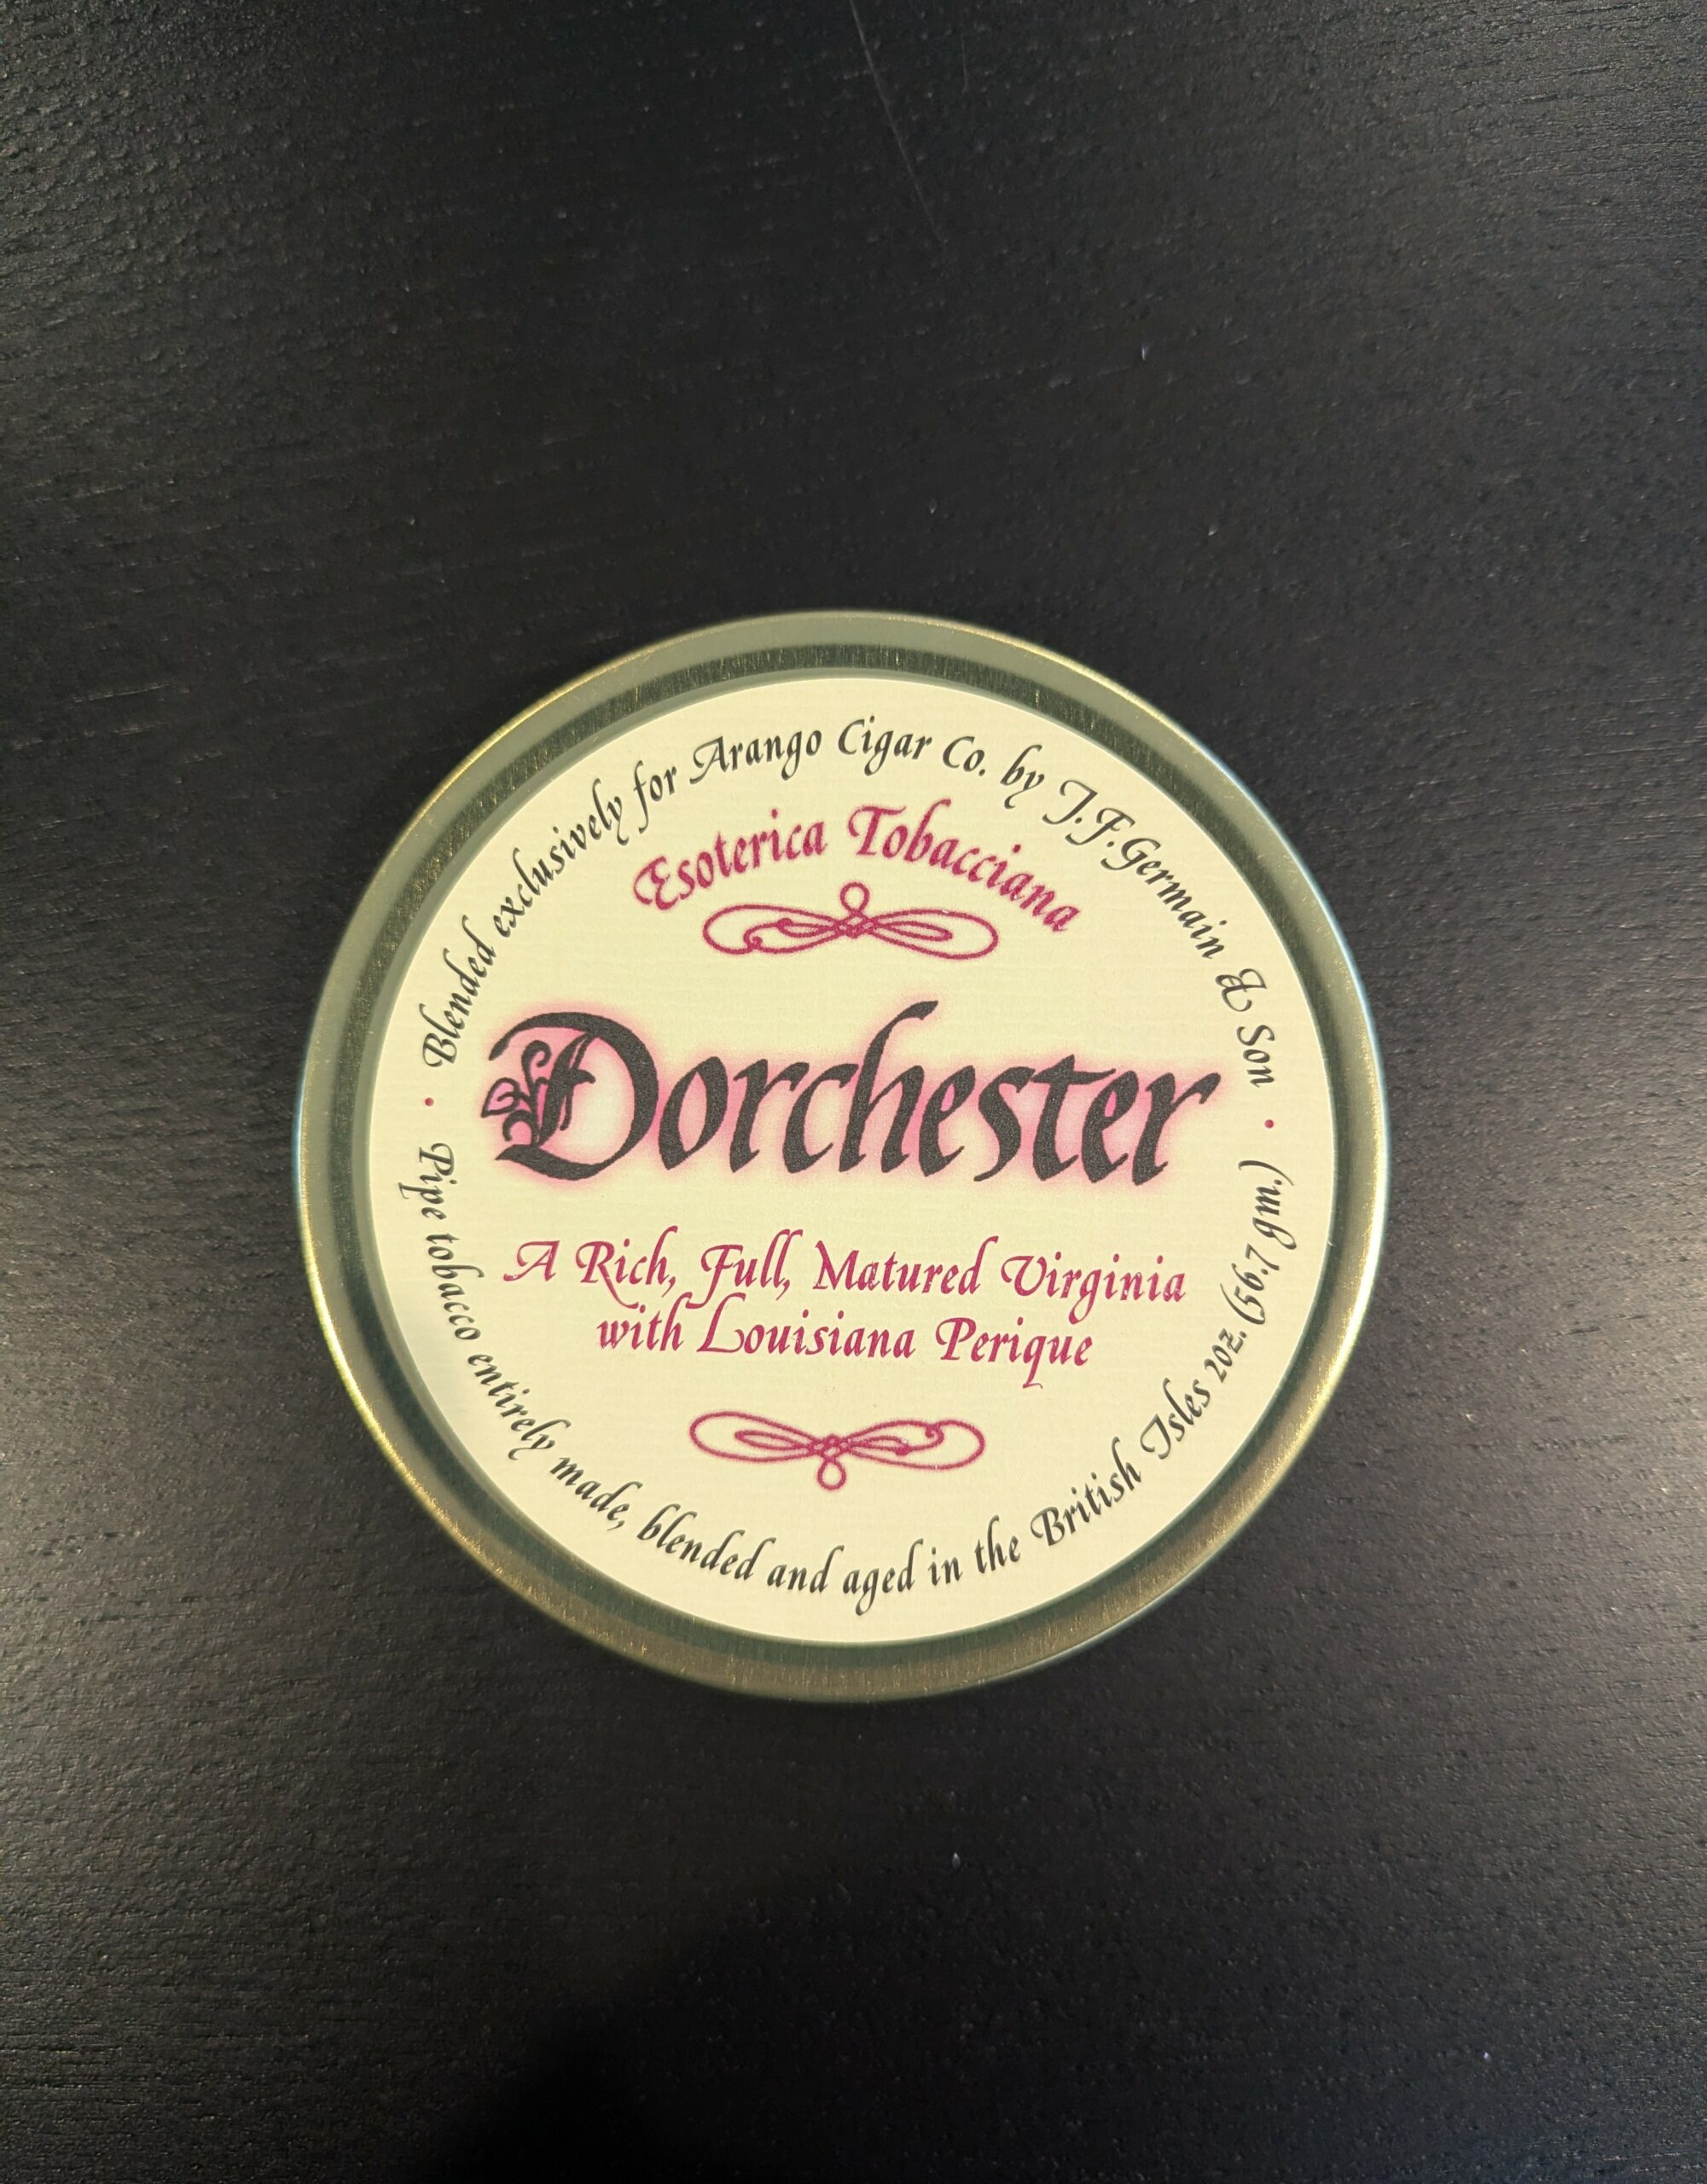 Blended exclusively for Arango Cigar Co. by J.F.Germain & Son
Esoterica Tobacciana
Dorchester
A Rich, Full, Matured Virginia
with Louisiana Perique
Pipe tobacco entirely made, blended and aged in the British Isles 2oz. (56.7 gm.)